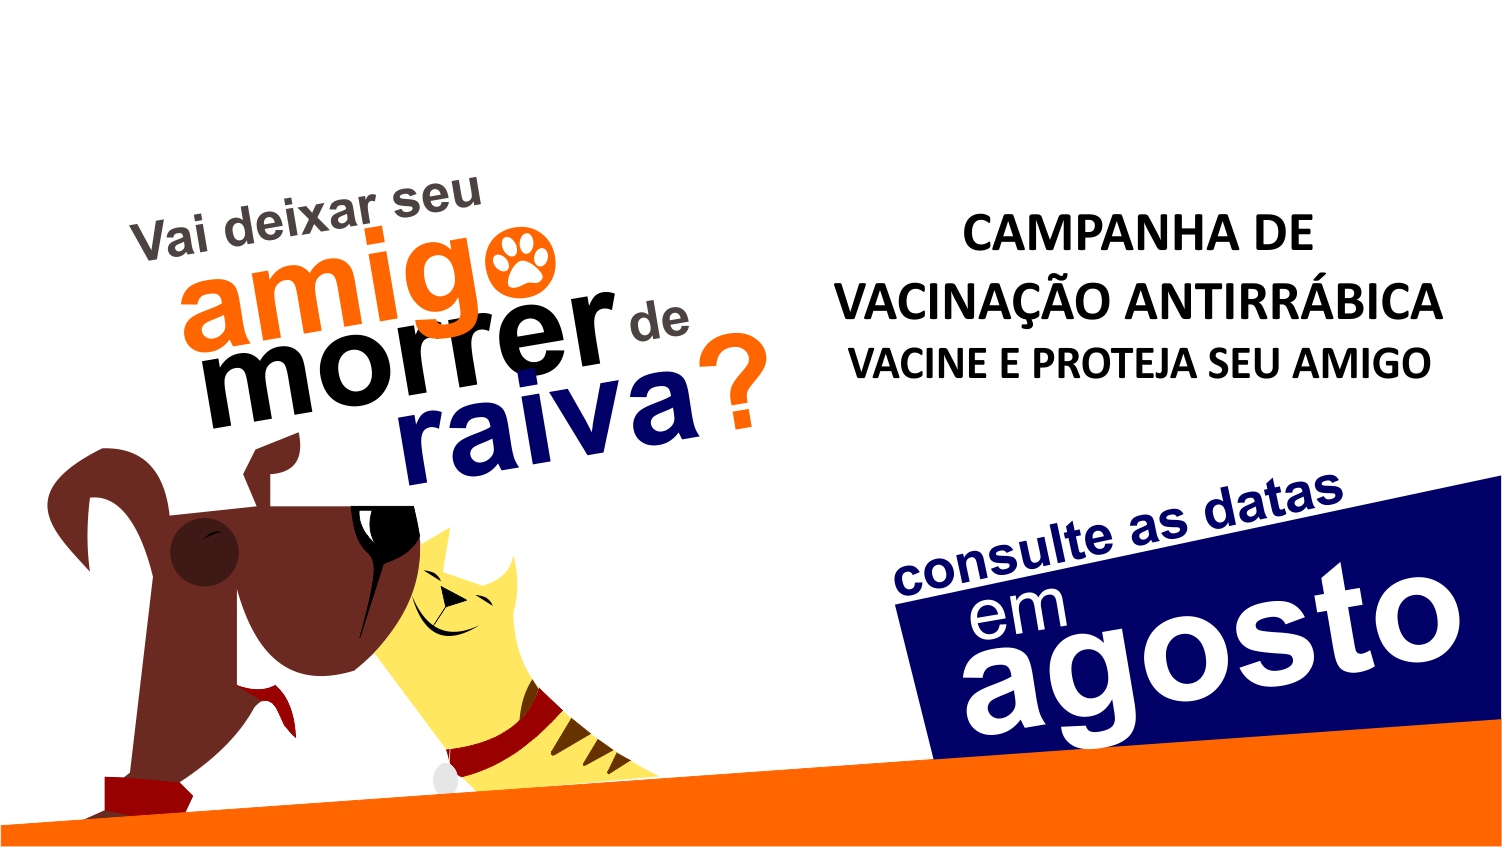 Vai deixar seu
amigo
morrer de
raiva?
CAMPANHA DE
VACINAÇÃO ANTIRRÁBICA
VACINE E PROTEJA SEU AMIGO
consulte as datas
em
agosto